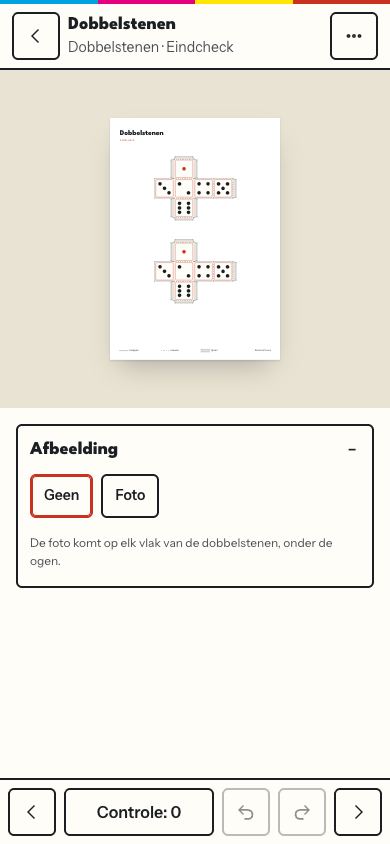 Dobbelstenen
Dobbelstenen · Eindcheck
Dobbelstenen
Afbeelding
Geen
Foto
De foto komt op elk vlak van de dobbelstenen, onder de
ogen.
Controle: 0